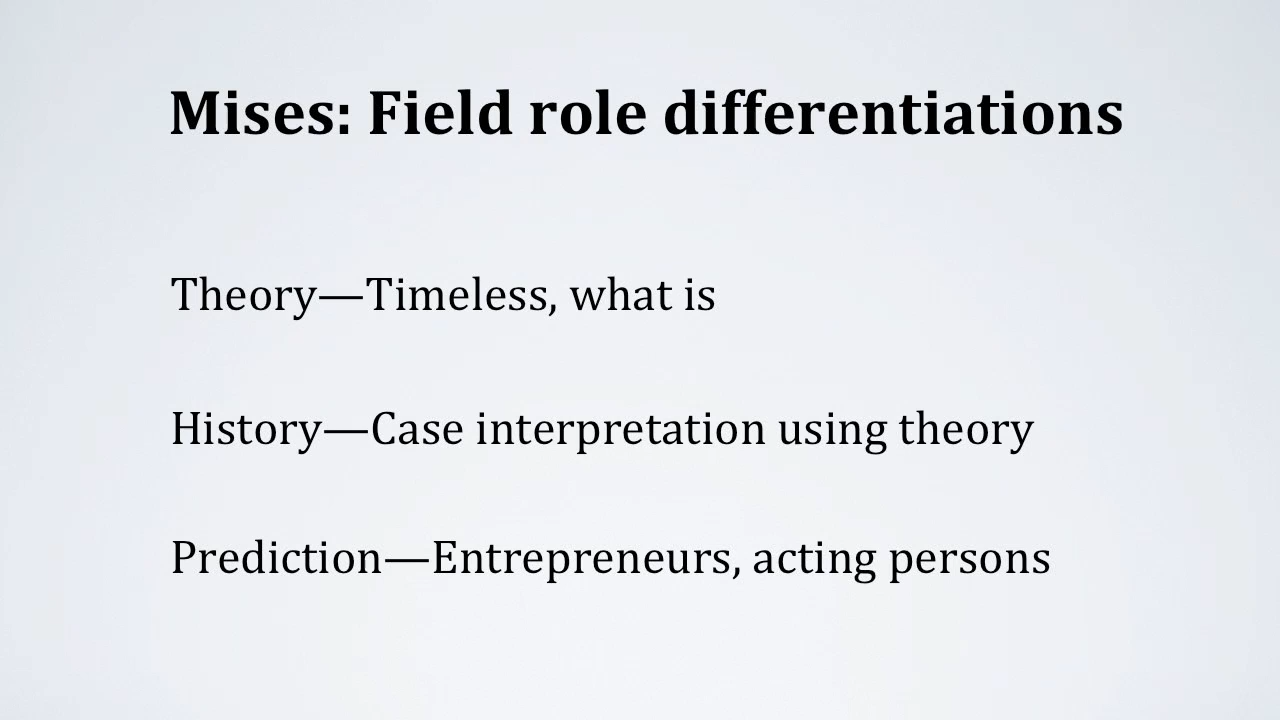 Mises: Field role differentiations
Theory—Timeless, what is
History—Case interpretation using theory
Prediction—Entrepreneurs, acting persons